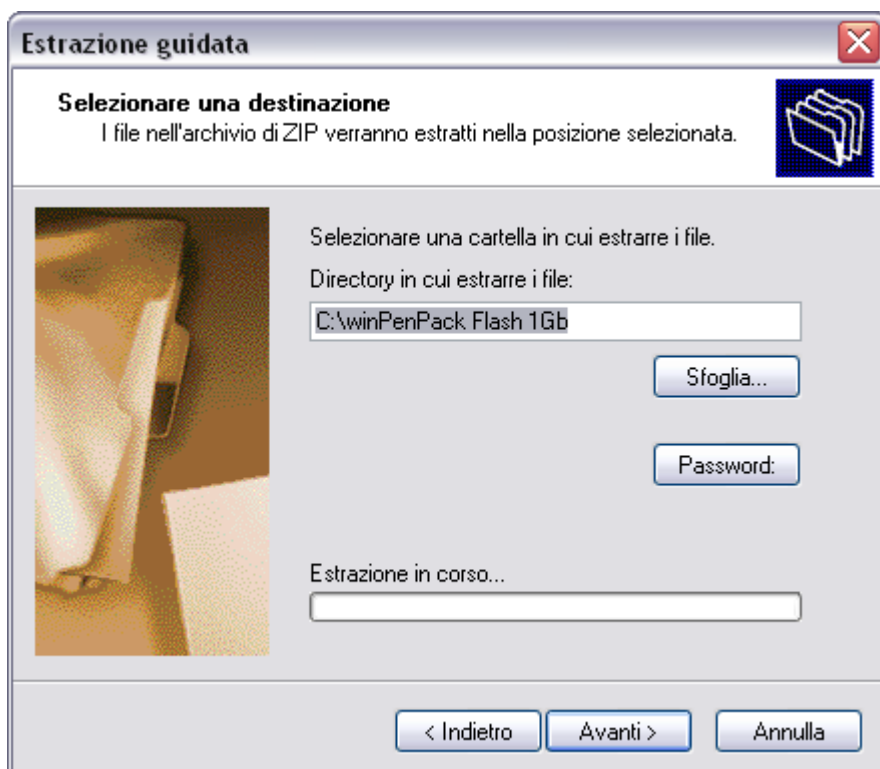 Estrazione guidata
Selezionare una destinazione
I file nell'archivio di ZIP verranno estratti nella posizione selezionata.
Selezionare una cartella in cui estrarre i file.
Directory in cui estrarre i file:
C:\winPenPack Flash 1Gb
Sfoglia...
Password:
Estrazione in corso...
< Indietro
Avanti >
Annulla